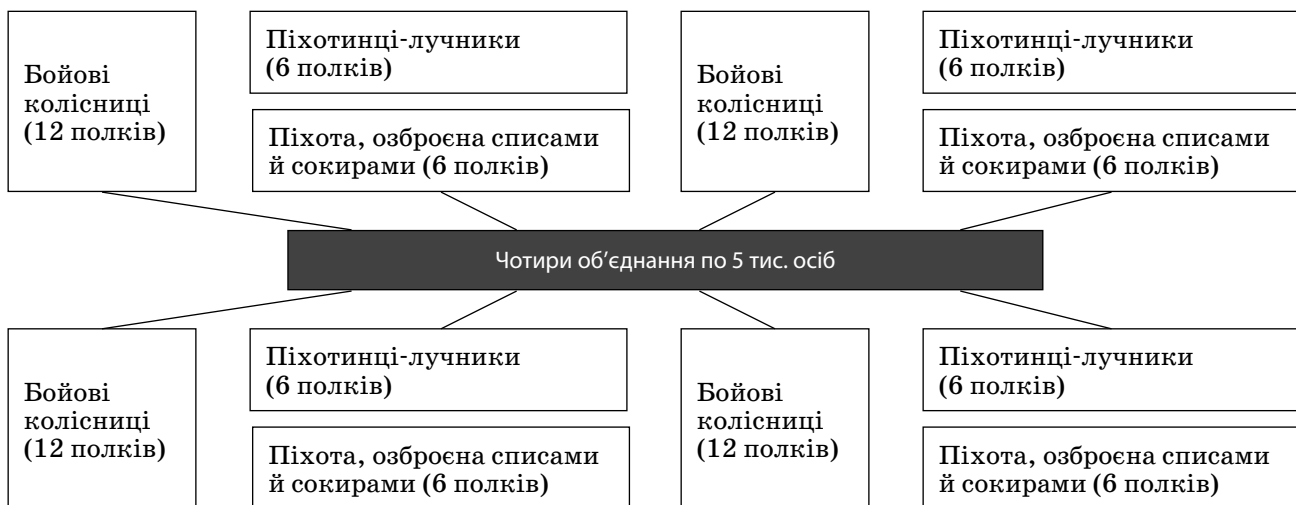 Бойові
колісниці
(12 полків)
Піхотинці-лучники
(6 полків)
Піхота, озброєна списами
й сокирами (6 полків)
Бойові
колісниці
(12 полків)
Піхотинці-лучники
(6 полків)
Піхота, озброєна списами
й сокирами (6 полків)
Чотири об’єднання по 5 тис. осіб
Бойові
колісниці
(12 полків)
Піхотинці-лучники
(6 полків)
Піхота, озброєна списами
й сокирами (6 полків)
Бойові
колісниці
(12 полків)
Піхотинці-лучники
(6 полків)
Піхота, озброєна списами
й сокирами (6 полків)